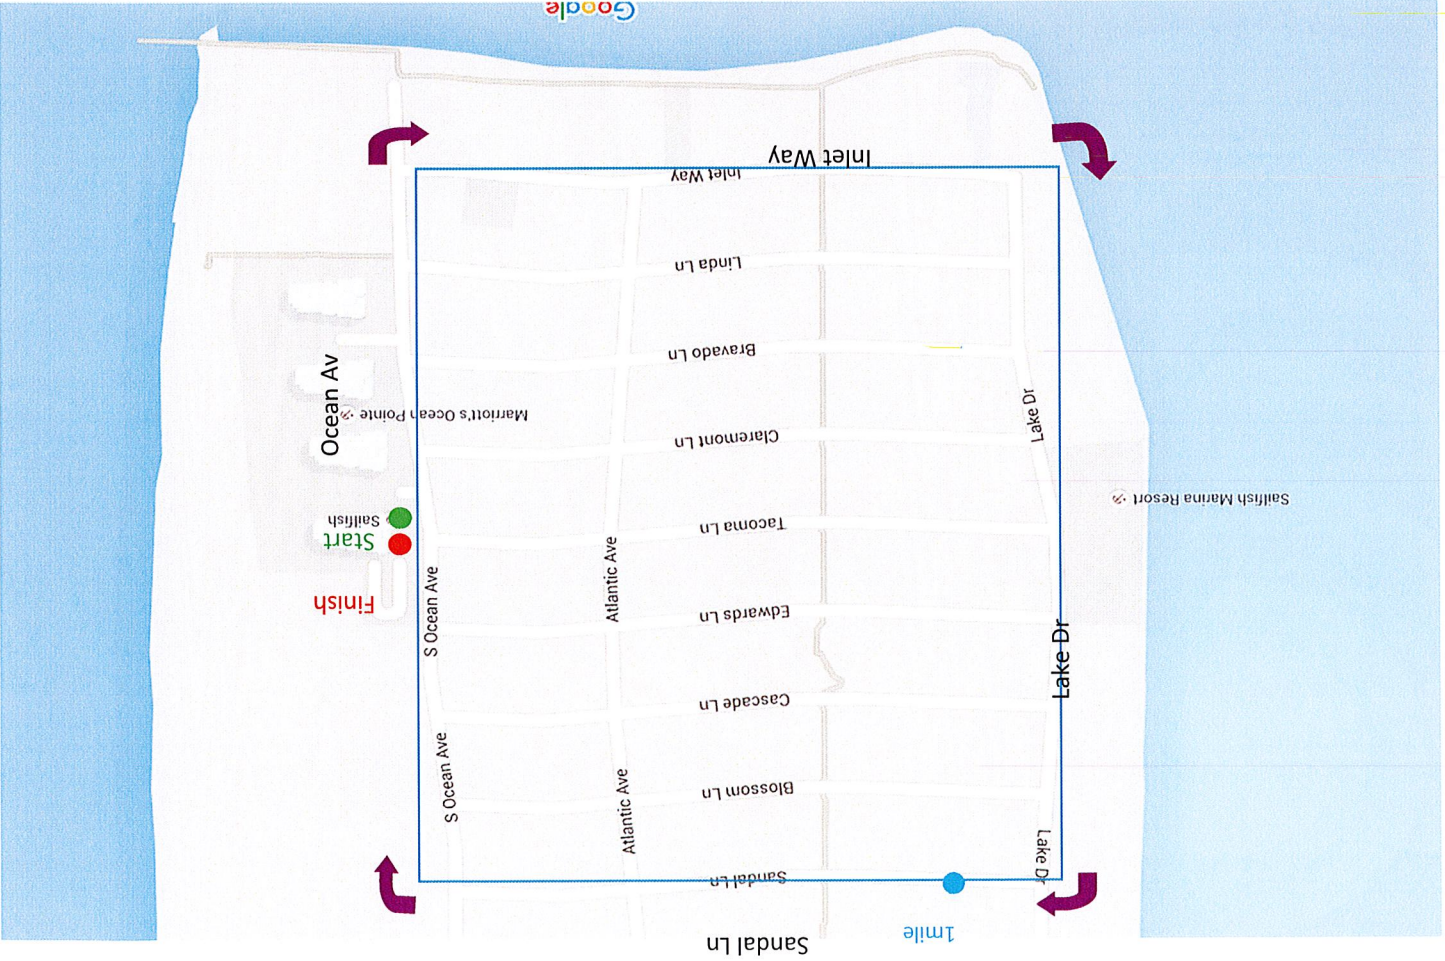 Sandal Ln
1mile
Sandal Ln
Lake Dr
Blossom Ln
Atlantic Ave
S Ocean Ave
Cascade Ln
Lake Dr
Edwards Ln
S Ocean Ave
Finish
Atlantic Ave
Start
Sailfish
Tacoma Ln
Sailfish Marina Resort
Claremont Ln
Lake Dr
Marriott's Ocean Pointe
Ocean Av
Bravado Ln
Linda Ln
Inlet Way
Inlet Way
Google